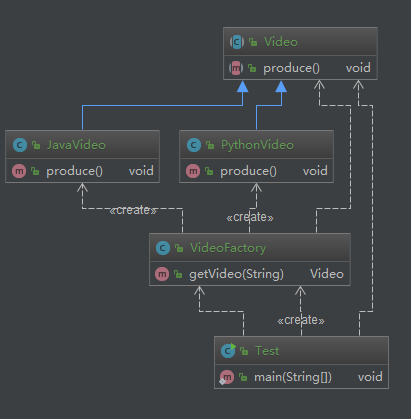 Video
produce() void
JavaVideo
produce() void
PythonVideo
produce() void
«create»
«create»
VideoFactory
getVideo(String) Video
«create»
Test
main(String[]) void